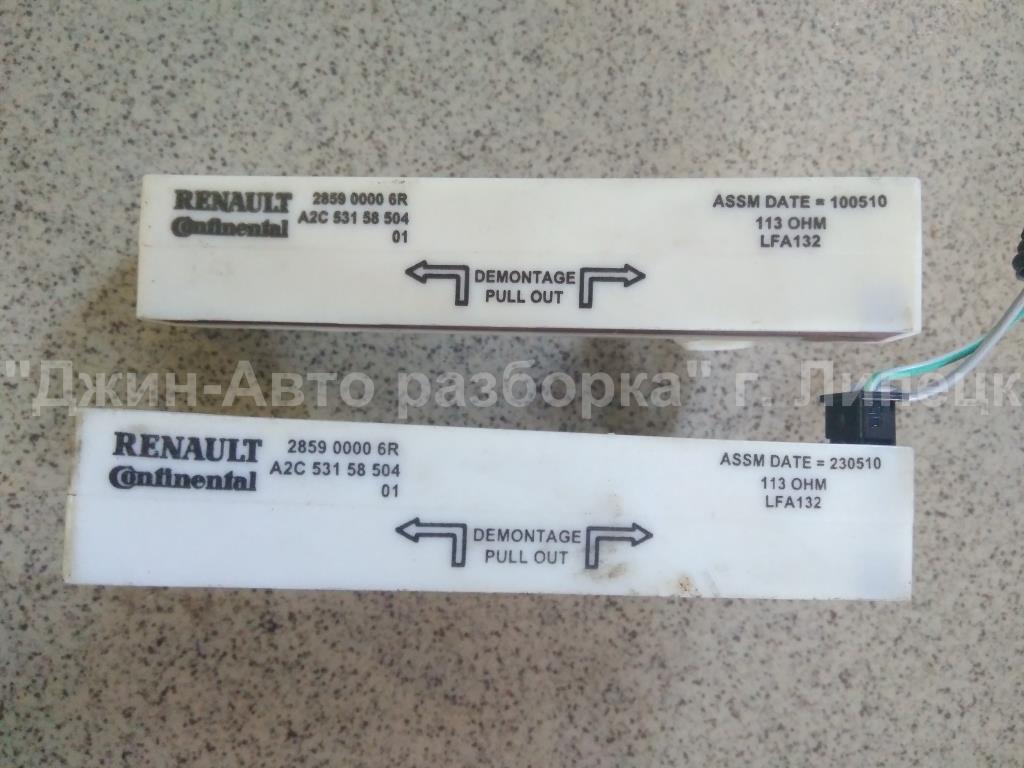 RENAULT 2859 0000 6R
Continental A2C 531 58 504
01
ASSM DATE = 100510
113 OHM
LFA132
DEMONTAGE
PULL OUT
"Джин-Авто разборка" г. Липецк
RENAULT 2859 0000 6R
Continental A2C 531 58 504
01
ASSM DATE = 230510
113 OHM
LFA132
DEMONTAGE
PULL OUT